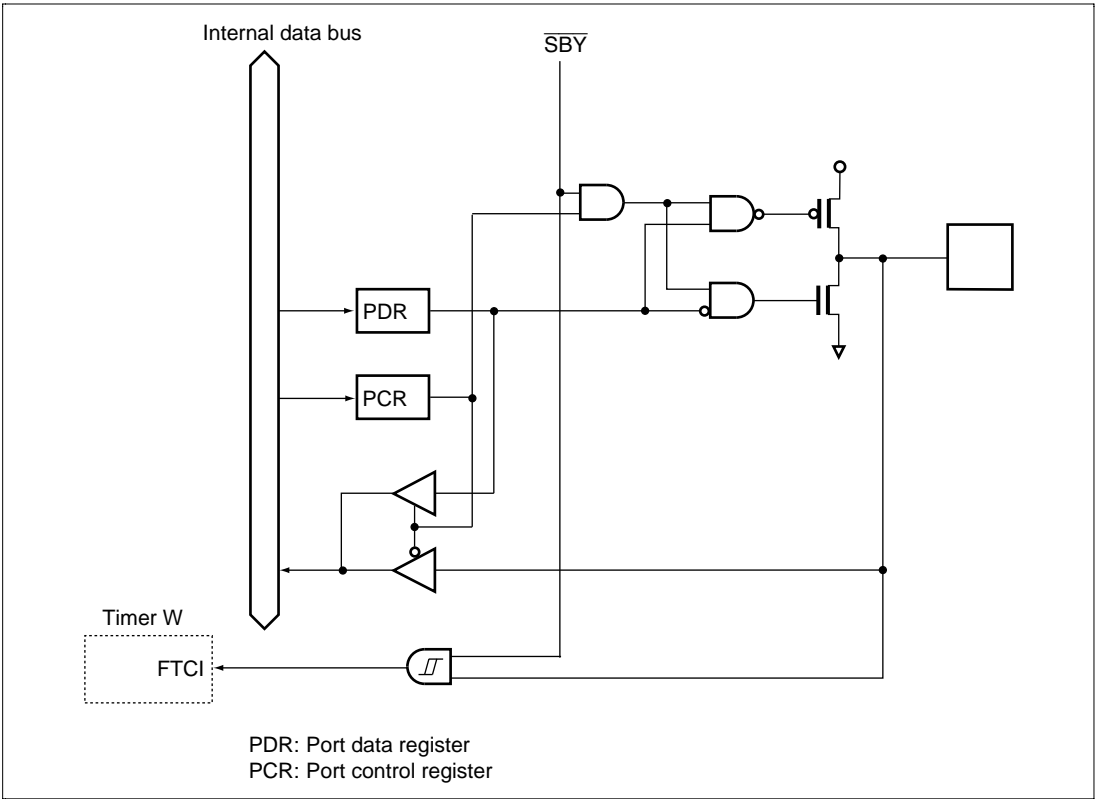 Internal data bus
SBY
PDR
PCR
Timer W
FTCI
PDR: Port data register
PCR: Port control register